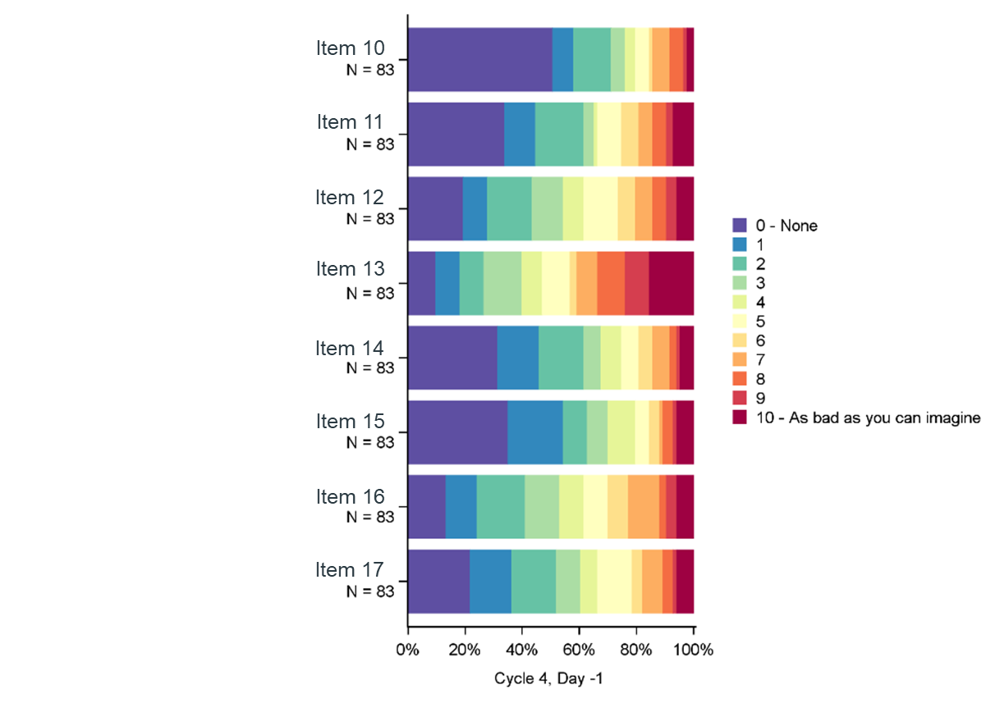 Item 10
N = 83
Item 11
N = 83
Item 12
N = 83
Item 13
N = 83
Item 14
N = 83
Item 15
N = 83
Item 16
N = 83
Item 17
N = 83
0% 20% 40% 60% 80% 100%
Cycle 4, Day -1
0 - None
1
2
3
4
5
6
7
8
9
10 - As bad as you can imagine